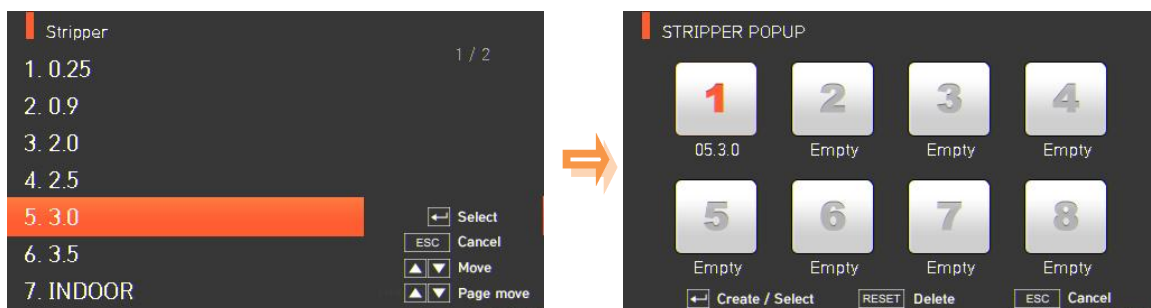 Stripper
1 / 2
1. 0.25
2. 0.9
3. 2.0
4. 2.5
5. 3.0
6. 3.5
7. INDOOR
Select
ESC Cancel
Move
Page move
STRIPPER POPUP
1 2 3 4
05.3.0 Empty Empty Empty
5 6 7 8
Empty Empty Empty Empty
Create / Select RESET Delete ESC Cancel